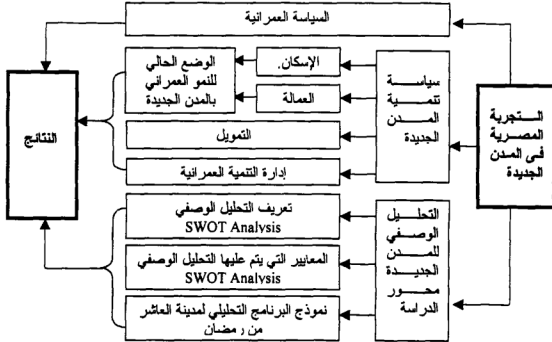 السياسة العمرانية
التجربة
المصرية
فى المدن
الجديدة
سياسة
تنمية
المدن
الجديدة
الإسكان.
العمالة
الوضع الحالي
للنمو العمراني
بالمدن الجديدة
التمويل
إدارة التنمية العمرانية
النتائج
التحليل
الوصفي
للمدن
الجديدة
محور
الدراسة
تعريف التحليل الوصفي
SWOT Analysis
المعايير التي يتم عليها التحليل الوصفي
SWOT Analysis
نموذج البرنامج التحليلي لمدينة العاشر
من رمضان